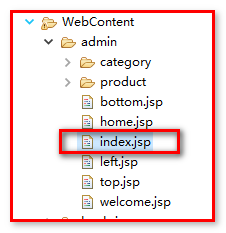 WebContent
admin
category
product
bottom.jsp
home.jsp
index.jsp
left.jsp
top.jsp
welcome.jsp